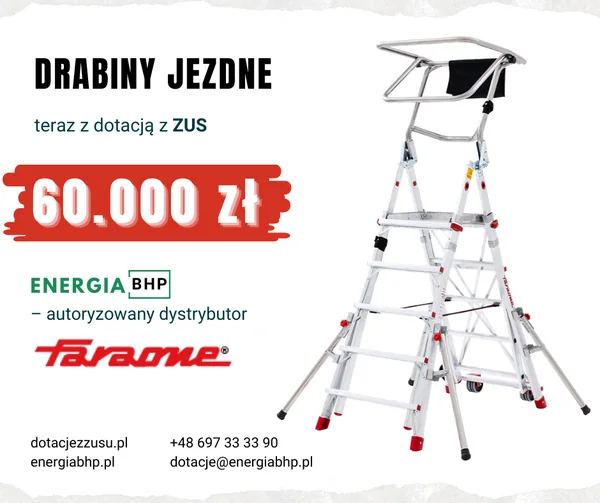 DRABINY JEZDNE
teraz z dotacją z ZUS
60.000 zł
ENERGIA BHP
– autoryzowany dystrybutor
faraone®
dotacjezzusu.pl
energiabhp.pl
+48 697 33 33 90
dotacje@energiabhp.pl